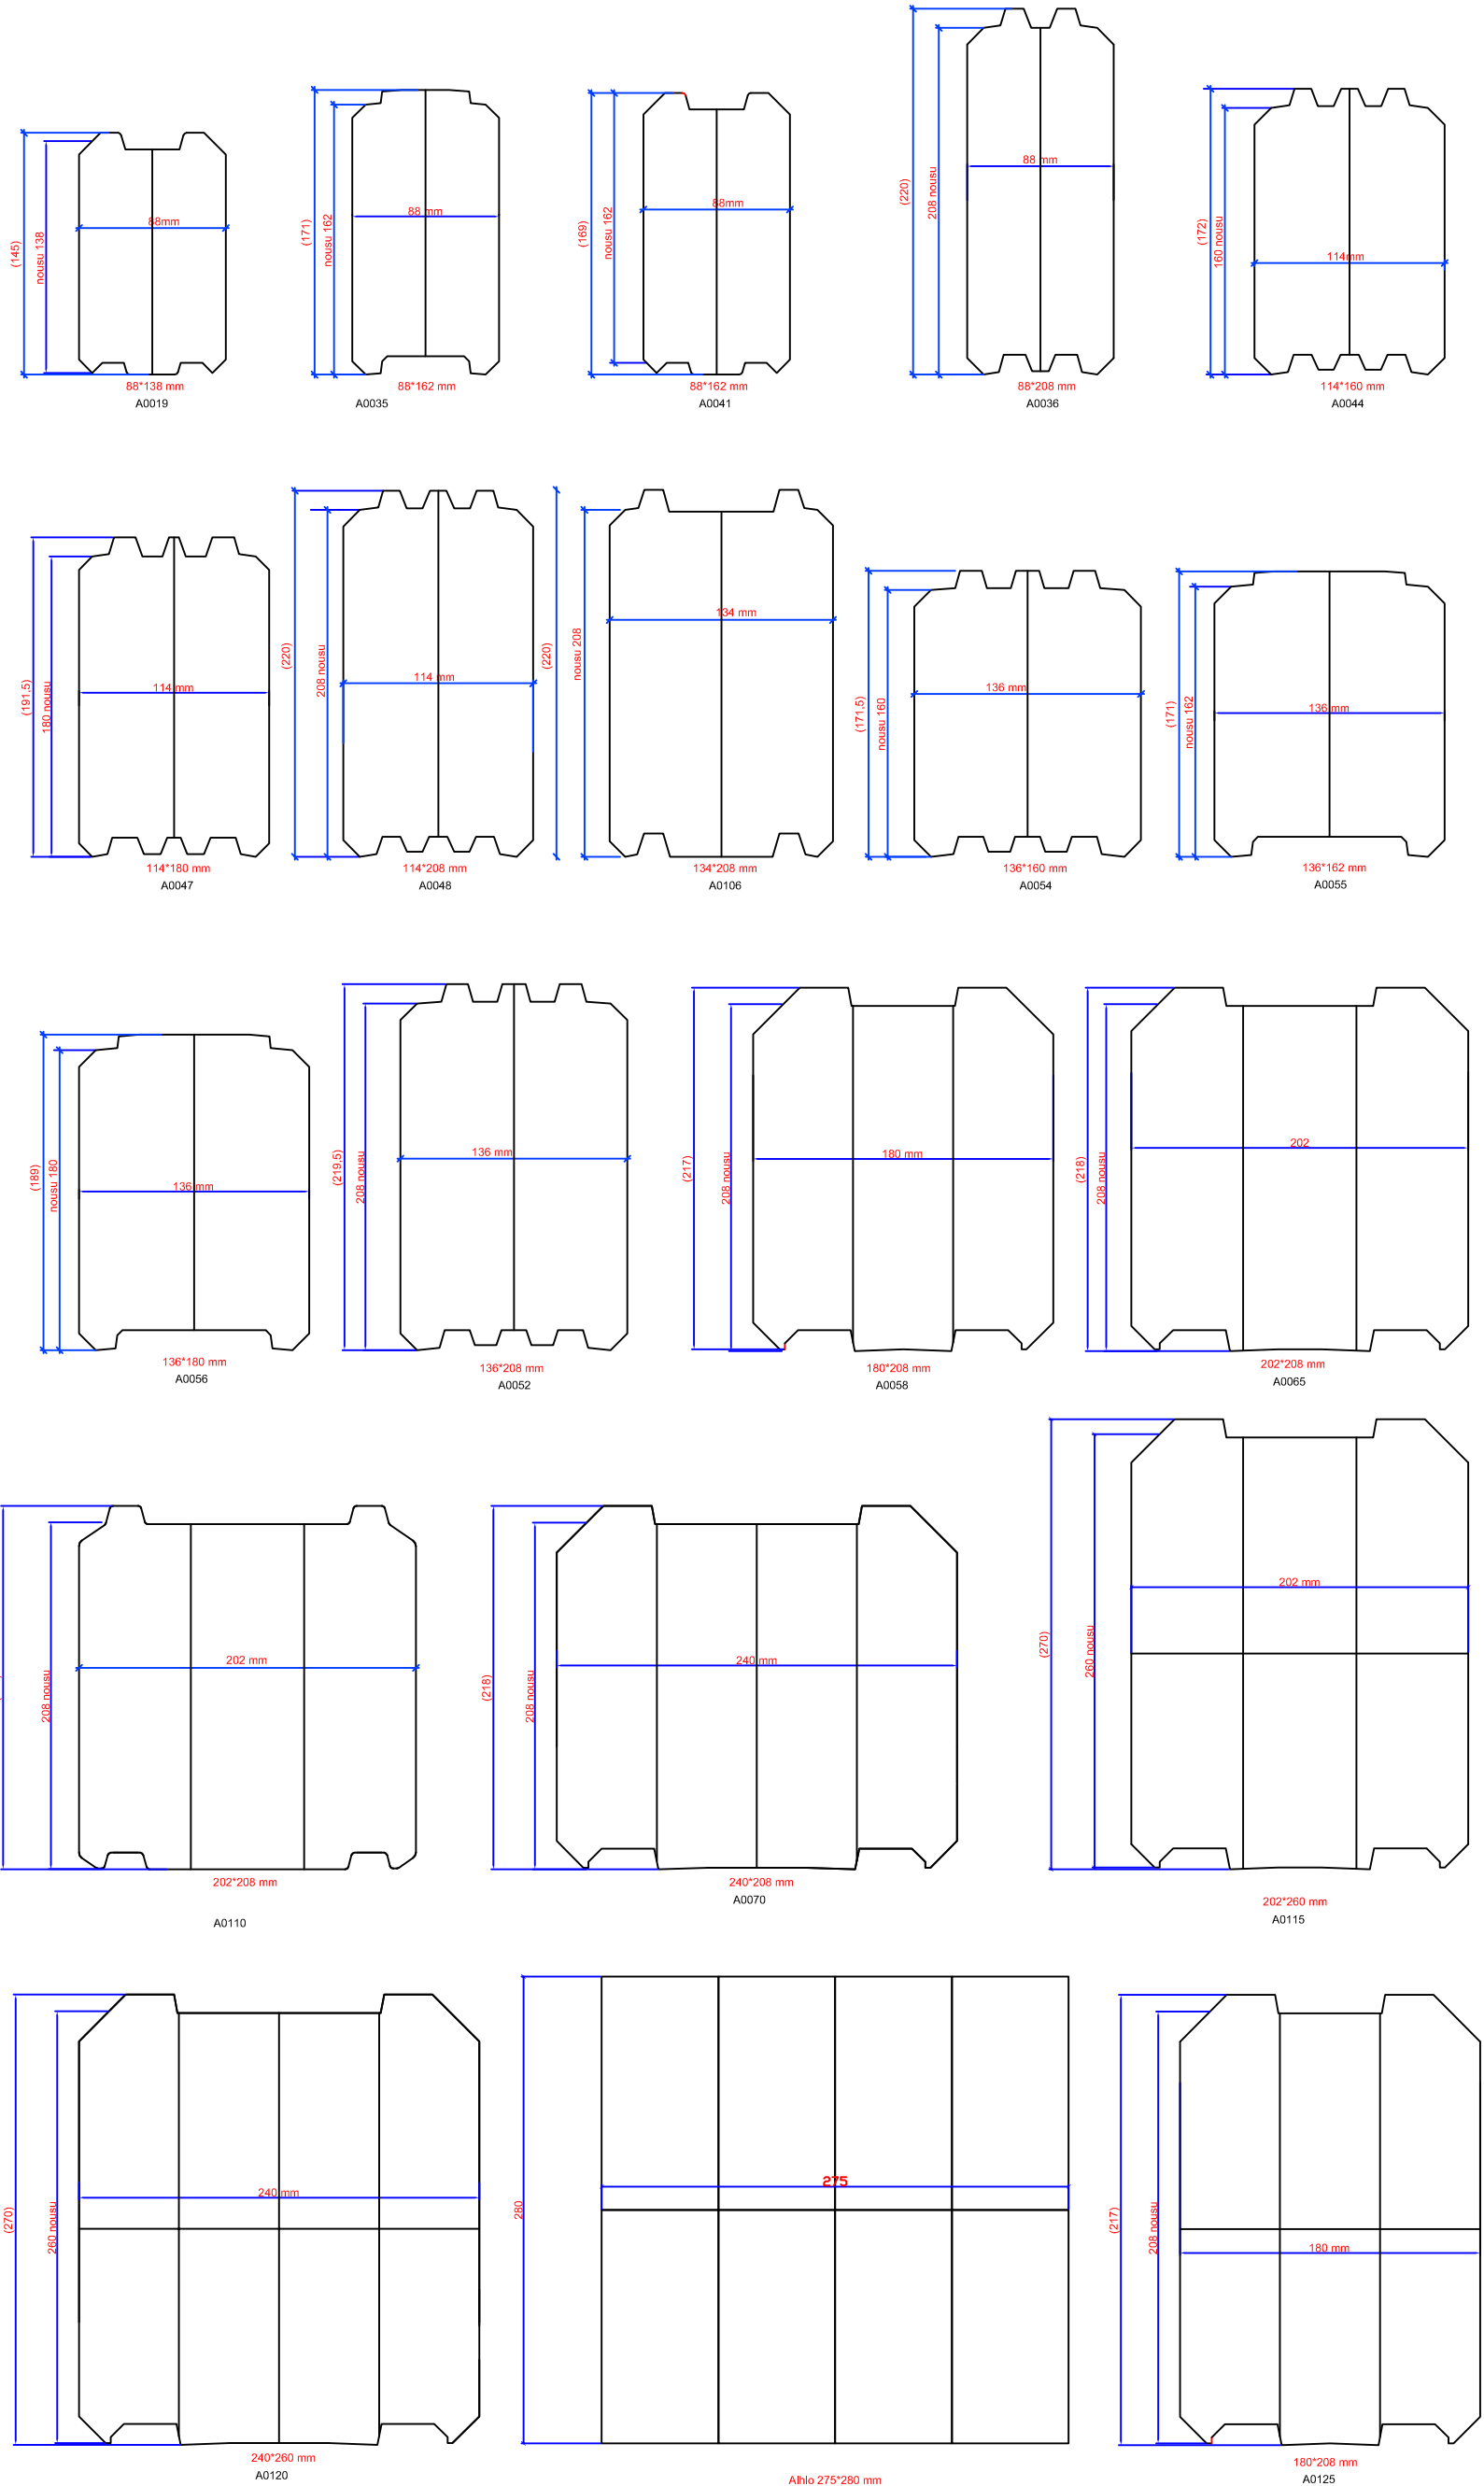 (145)
nousu 138
88mm
88*138 mm
A0019
(171)
nousu 162
88 mm
88*162 mm
A0035
(169)
nousu 162
88mm
88*162 mm
A0041
(220)
208 nousu
88 mm
88*208 mm
A0036
(172)
160 nousu
114mm
114*160 mm
A0044
(191,5)
180 nousu
114 mm
114*180 mm
A0047
(220)
208 nousu
114 mm
114*208 mm
A0048
(220)
nousu 208
134 mm
134*208 mm
A0106
(171,5)
nousu 160
136 mm
136*160 mm
A0054
(171)
nousu 162
136 mm
136*162 mm
A0055
(189)
nousu 180
136 mm
136*180 mm
A0056
(219,5)
208 nousu
136 mm
136*208 mm
A0052
(217)
208 nousu
180 mm
180*208 mm
A0058
(218)
208 nousu
202
202*208 mm
A0065
208 nousu
202 mm
202*208 mm
A0110
(218)
208 nousu
240 mm
240*208 mm
A0070
(270)
260 nousu
202 mm
202*260 mm
A0115
(270)
260 nousu
240 mm
240*260 mm
A0120
280
275
Alhlo 275*280 mm
(217)
208 nousu
180 mm
180*208 mm
A0125